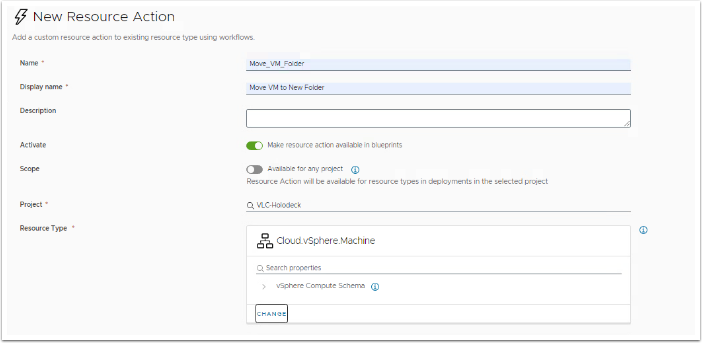 New Resource Action
Add a custom resource action to existing resource type using workflows.
Name *
Move_VM_Folder
Display name *
Move VM to New Folder
Description
Activate
Make resource action available in blueprints
Scope
Available for any project
Resource Action will be available for resource types in deployments in the selected project
Project *
VLC-Holodeck
Resource Type *
Cloud.vSphere.Machine
Search properties
vSphere Compute Schema
CHANGE